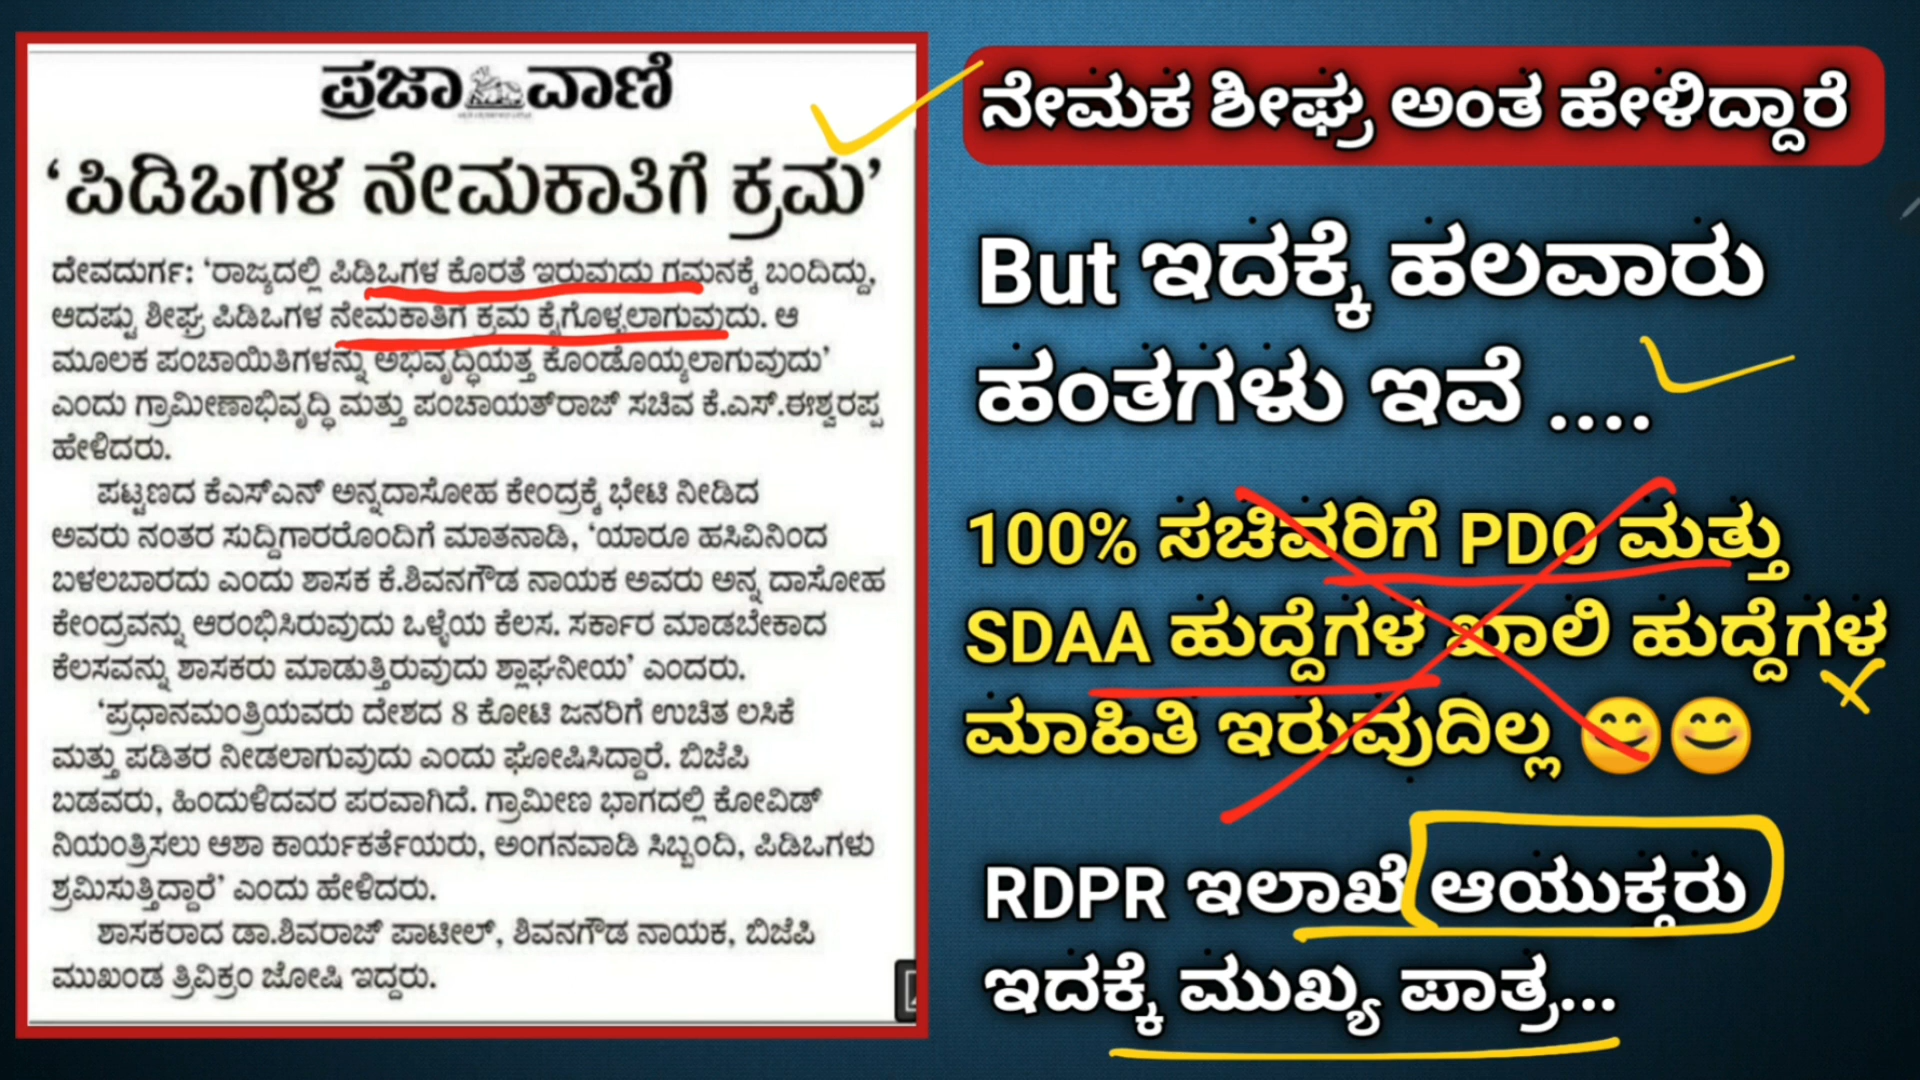 ಪ್ರಜಾವಾಣಿ
‘ಪಿಡಿಒಗಳ ನೇಮಕಾತಿಗೆ ಕ್ರಮ’
ದೇವದುರ್ಗ: ‘ರಾಜ್ಯದಲ್ಲಿ ಪಿಡಿಒಗಳ ಕೊರತೆ ಇರುವುದು ಗಮನಕ್ಕೆ ಬಂದಿದ್ದು,
ಆದಷ್ಟು ಶೀಘ್ರ ಪಿಡಿಒಗಳ ನೇಮಕಾತಿಗೆ ಕ್ರಮ ಕೈಗೊಳ್ಳಲಾಗುವುದು. ಆ
ಮೂಲಕ ಪಂಚಾಯಿತಿಗಳನ್ನು ಅಭಿವೃದ್ಧಿಯತ್ತ ಕೊಂಡೊಯ್ಯಲಾಗುವುದು’
ಎಂದು ಗ್ರಾಮೀಣಾಭಿವೃದ್ಧಿ ಮತ್ತು ಪಂಚಾಯತ್‌ರಾಜ್ ಸಚಿವ ಕೆ.ಎಸ್.ಈಶ್ವರಪ್ಪ
ಹೇಳಿದರು.
ಪಟ್ಟಣದ ಕೆಎಸ್ಎನ್ ಅನ್ನದಾಸೋಹ ಕೇಂದ್ರಕ್ಕೆ ಭೇಟಿ ನೀಡಿದ
ಅವರು ನಂತರ ಸುದ್ದಿಗಾರರೊಂದಿಗೆ ಮಾತನಾಡಿ, ‘ಯಾರೂ ಹಸಿವಿನಿಂದ
ಬಳಲಬಾರದು ಎಂದು ಶಾಸಕ ಕೆ.ಶಿವನಗೌಡ ನಾಯಕ ಅವರು ಅನ್ನ ದಾಸೋಹ
ಕೇಂದ್ರವನ್ನು ಆರಂಭಿಸಿರುವುದು ಒಳ್ಳೆಯ ಕೆಲಸ. ಸರ್ಕಾರ ಮಾಡಬೇಕಾದ
ಕೆಲಸವನ್ನು ಶಾಸಕರು ಮಾಡುತ್ತಿರುವುದು ಶ್ಲಾಘನೀಯ’ ಎಂದರು.
‘ಪ್ರಧಾನಮಂತ್ರಿಯವರು ದೇಶದ 8 ಕೋಟಿ ಜನರಿಗೆ ಉಚಿತ ಲಸಿಕೆ
ಮತ್ತು ಪಡಿತರ ನೀಡಲಾಗುವುದು ಎಂದು ಘೋಷಿಸಿದ್ದಾರೆ. ಬಿಜೆಪಿ
ಬಡವರು, ಹಿಂದುಳಿದವರ ಪರವಾಗಿದೆ. ಗ್ರಾಮೀಣ ಭಾಗದಲ್ಲಿ ಕೋವಿಡ್
ನಿಯಂತ್ರಿಸಲು ಆಶಾ ಕಾರ್ಯಕರ್ತೆಯರು, ಅಂಗನವಾಡಿ ಸಿಬ್ಬಂದಿ, ಪಿಡಿಒಗಳು
ಶ್ರಮಿಸುತ್ತಿದ್ದಾರೆ’ ಎಂದು ಹೇಳಿದರು.
ಶಾಸಕರಾದ ಡಾ.ಶಿವರಾಜ್ ಪಾಟೀಲ್, ಶಿವನಗೌಡ ನಾಯಕ, ಬಿಜೆಪಿ
ಮುಖಂಡ ತ್ರಿವಿಕ್ರಂ ಜೋಷಿ ಇದ್ದರು.
ನೇಮಕ ಶೀಘ್ರ ಅಂತ ಹೇಳಿದ್ದಾರೆ
But ಇದಕ್ಕೆ ಹಲವಾರು
ಹಂತಗಳು ಇವೆ ....
100% ಸಚಿವರಿಗೆ PDO ಮತ್ತು
SDAA ಹುದ್ದೆಗಳ ಖಾಲಿ ಹುದ್ದೆಗಳ
ಮಾಹಿತಿ ಇರುವುದಿಲ್ಲ 😊😊
RDPR ಇಲಾಖೆ ಆಯುಕ್ತರು
ಇದಕ್ಕೆ ಮುಖ್ಯ ಪಾತ್ರ...